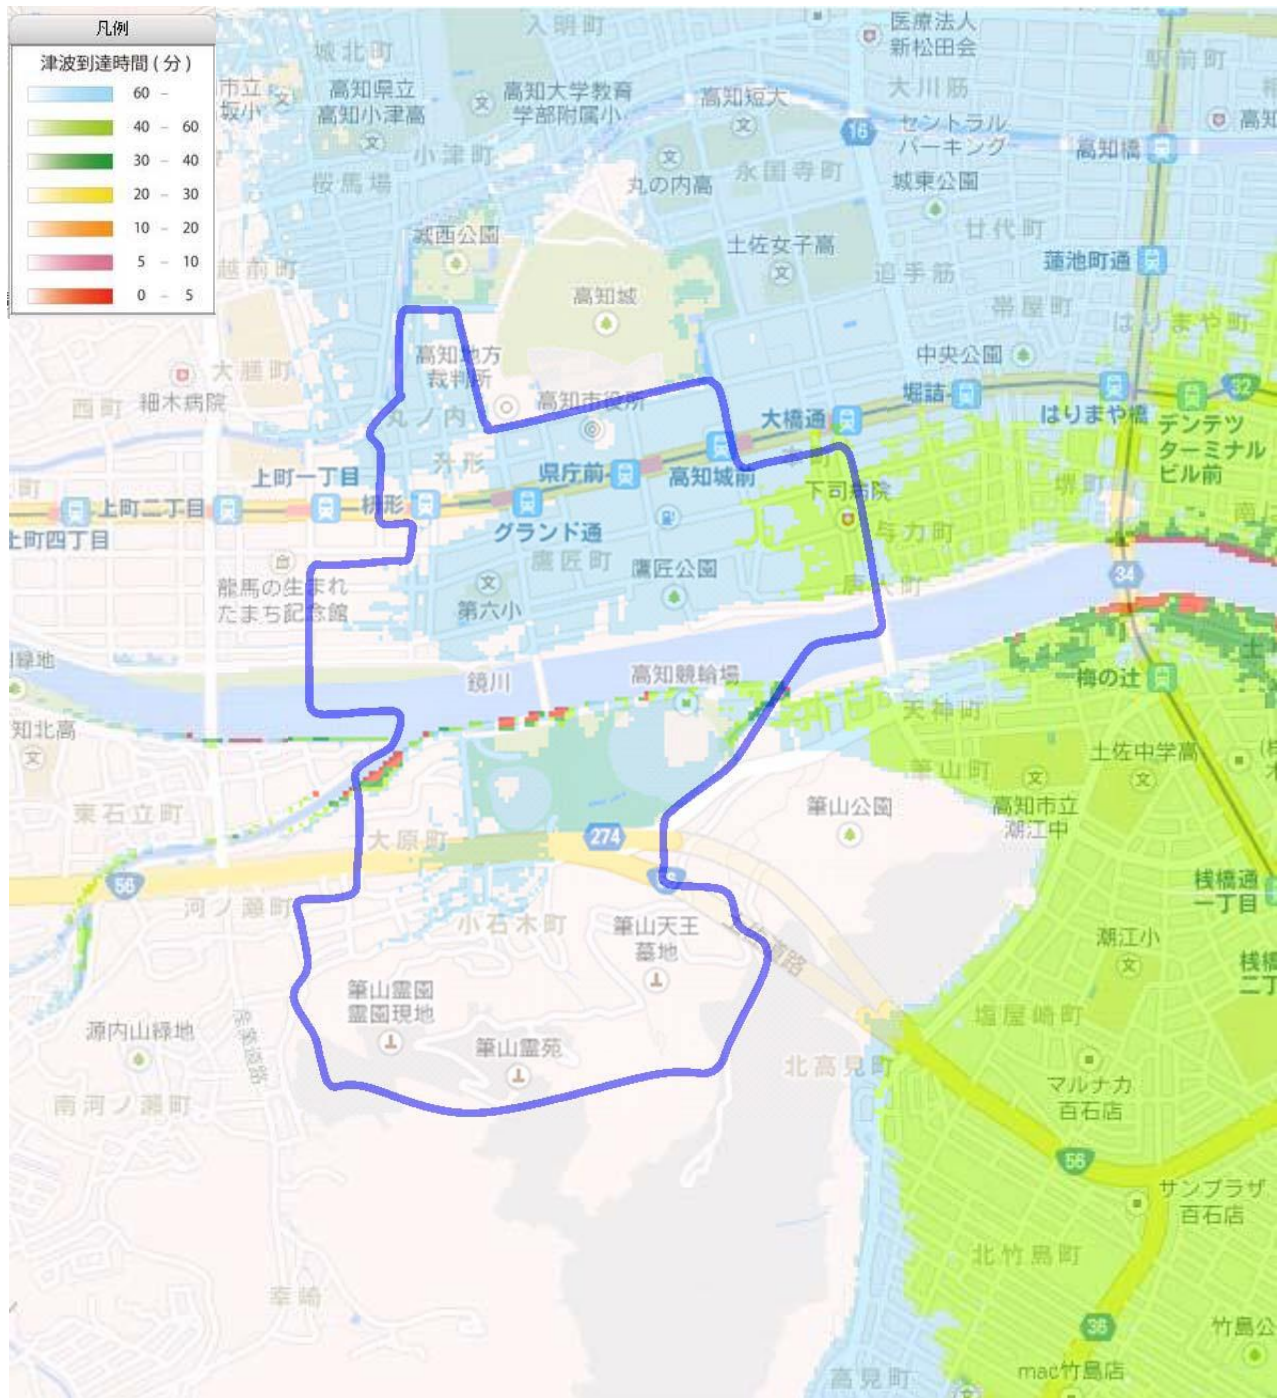 凡例
津波到達時間 ( 分 )
60 –
40 – 60
30 – 40
20 – 30
10 – 20
5 – 10
0 – 5
入明町
医療法人
新松田会
駅前町
城北町
高知県立
高知小津高
高知大学教育
学部附属小
高知短大
大川筋
16
セントラル
パーキング
高知橋
小津町
桜馬場
丸の内高
永国寺町
城東公園
廿代町
城西公園
土佐女子高
追手筋
蓮池町通
越前町
高知城
帯屋町
はりまや町
高知地方
裁判所
中央公園
32
西町
細木病院
高知市役所
堀詰
はりまや橋
デンテツ
ターミナル
ビル前
丸ノ内
大橋通
升形
本町
上町一丁目
県庁前
高知城前
下司病院
堺町
上町二丁目
枡形
グランド通
与力町
上町四丁目
鷹匠町
鷹匠公園
唐人町
34
龍馬の生まれ
たまち記念館
第六小
鏡川
高知競輪場
梅の辻
天神町
知北高
土佐中学高
筆山町
東石立町
筆山公園
高知市立
潮江中
大原町
274
56
桟橋通
一丁目
河ノ瀬町
小石木町
筆山天王
墓地
潮江小
筆山霊園
霊園現地
源内山緑地
塩屋崎町
筆山霊苑
北高見町
マルナカ
百石店
南河ノ瀬町
56
サンプラザ
百石店
北竹島町
幸崎
36
竹島公
mac竹島店
高見町